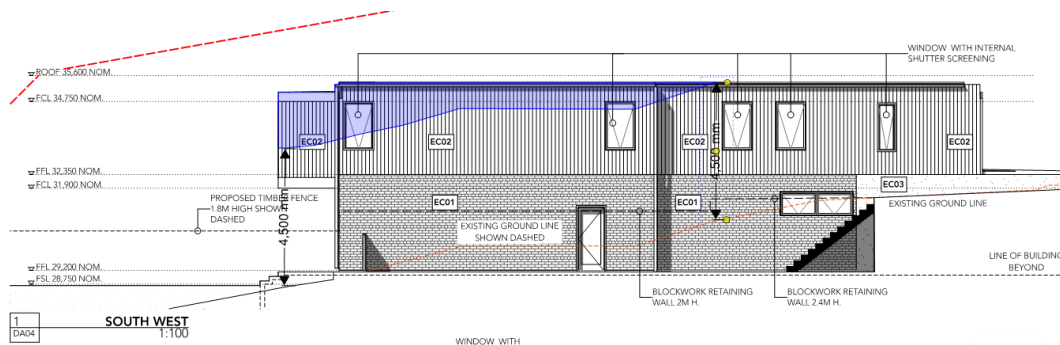 WINDOW WITH INTERNAL
SHUTTER SCREENING
ROOF 35,600 NOM.
FCL 34,750 NOM.
EC02
EC02
EC02
EC02
4,500 mm
FFL 32,350 NOM.
FCL 31,900 NOM.
EC03
PROPOSED TIMBER FENCE
1.8M HIGH SHOWN
DASHED
EC01
EC01
EXISTING GROUND LINE
4,500 mm
EXISTING GROUND LINE
SHOWN DASHED
LINE OF BUILDING
BEYOND
FFL 29,200 NOM.
FSL 28,750 NOM.
BLOCKWORK RETAINING
WALL 2M H.
BLOCKWORK RETAINING
WALL 2.4M H.
1
DA04
SOUTH WEST
1:100
WINDOW WITH